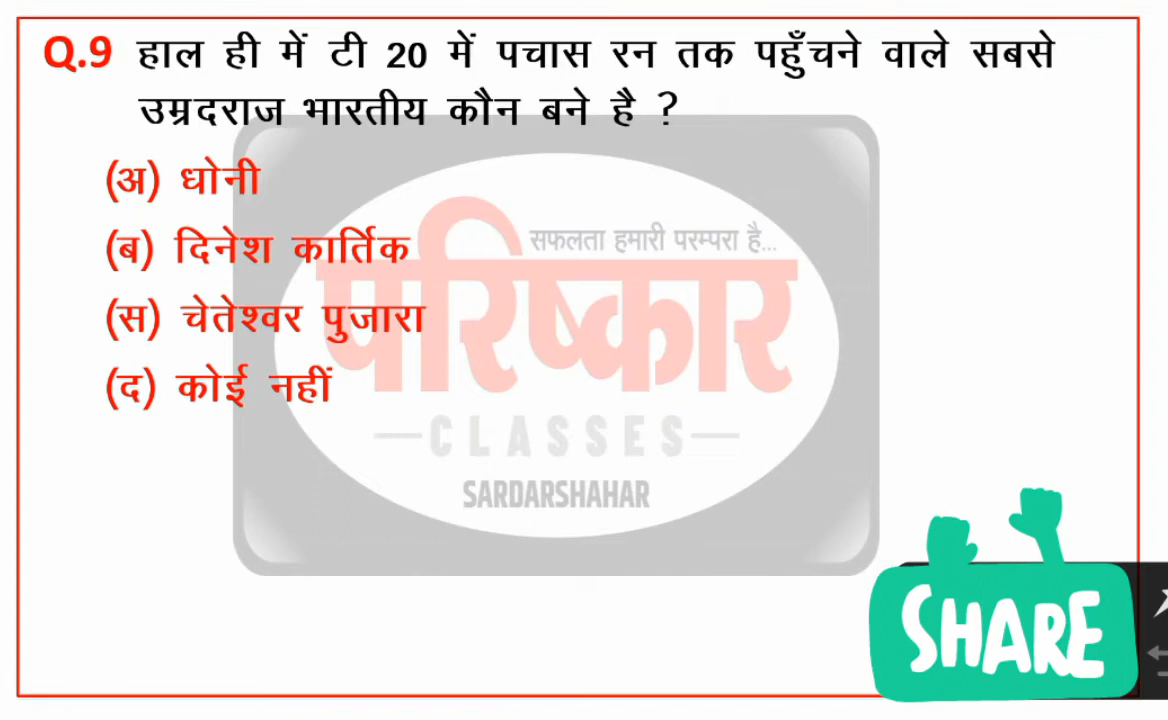 Q.9 हाल ही में टी 20 में पचास रन तक पहुँचने वाले सबसे
उम्रदराज भारतीय कौन बने है ?
(अ) धोनी
(ब) दिनेश कार्तिक
(स) चेतेश्वर पुजारा
(द) कोई नहीं
सफलता हमारी परम्परा है...
परिष्कार
CLASSES
SARDARSHAHAR
SHARE